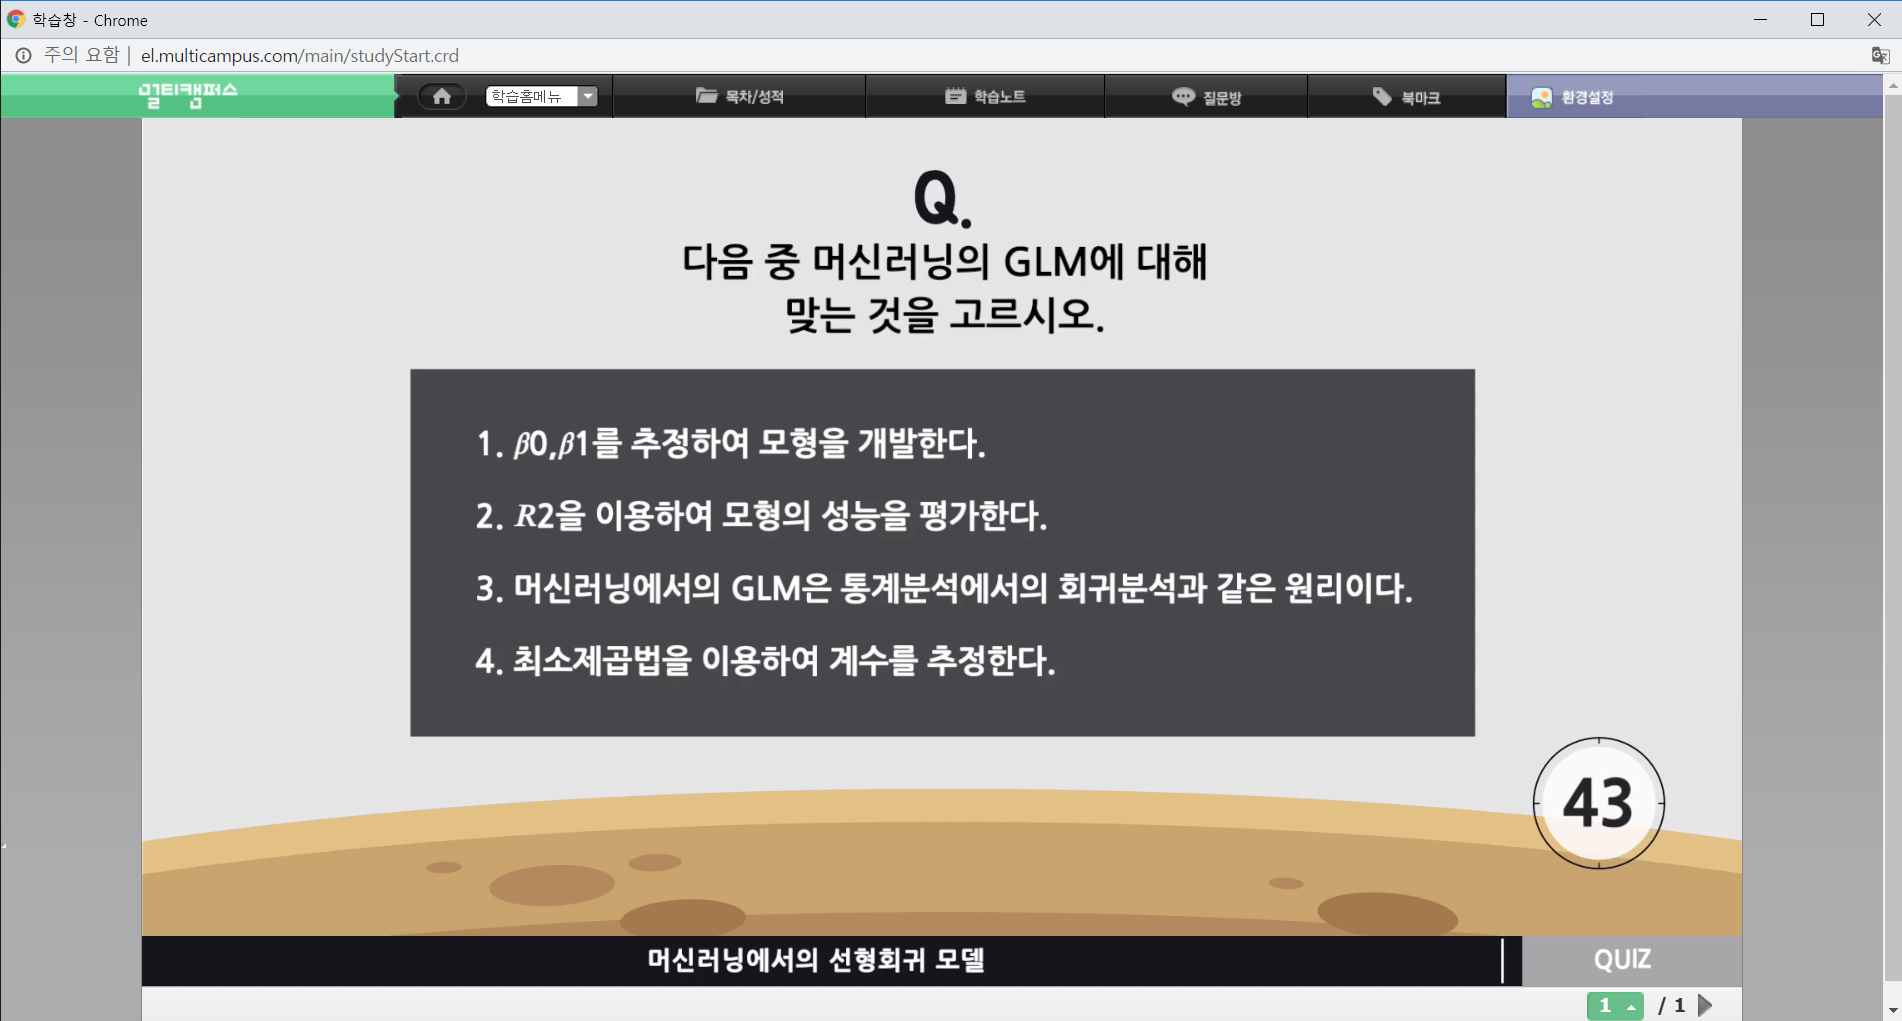 학습창 - Chrome
주의 요함 | el.multicampus.com/main/studyStart.crd
멀티캠퍼스
학습홈메뉴
목차/성적
학습노트
질문방
북마크
환경설정
Q.
다음 중 머신러닝의 GLM에 대해
맞는 것을 고르시오.
1. β0,β1를 추정하여 모형을 개발한다.
2. R2을 이용하여 모형의 성능을 평가한다.
3. 머신러닝에서의 GLM은 통계분석에서의 회귀분석과 같은 원리이다.
4. 최소제곱법을 이용하여 계수를 추정한다.
43
머신러닝에서의 선형회귀 모델
QUIZ
1 / 1